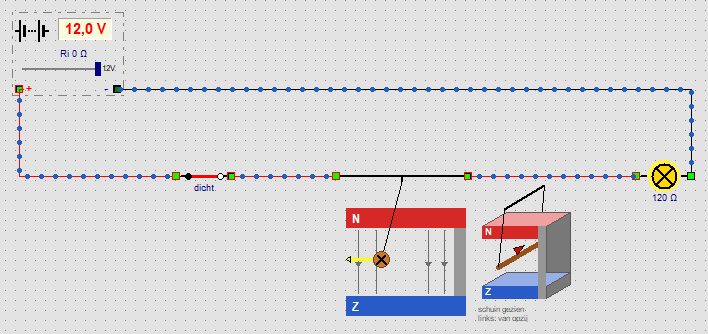 12,0 V
Ri 0 Ω
12V
+
-
dicht
120 Ω
N
Z
N
Z
schuin gezien
links: van opzij